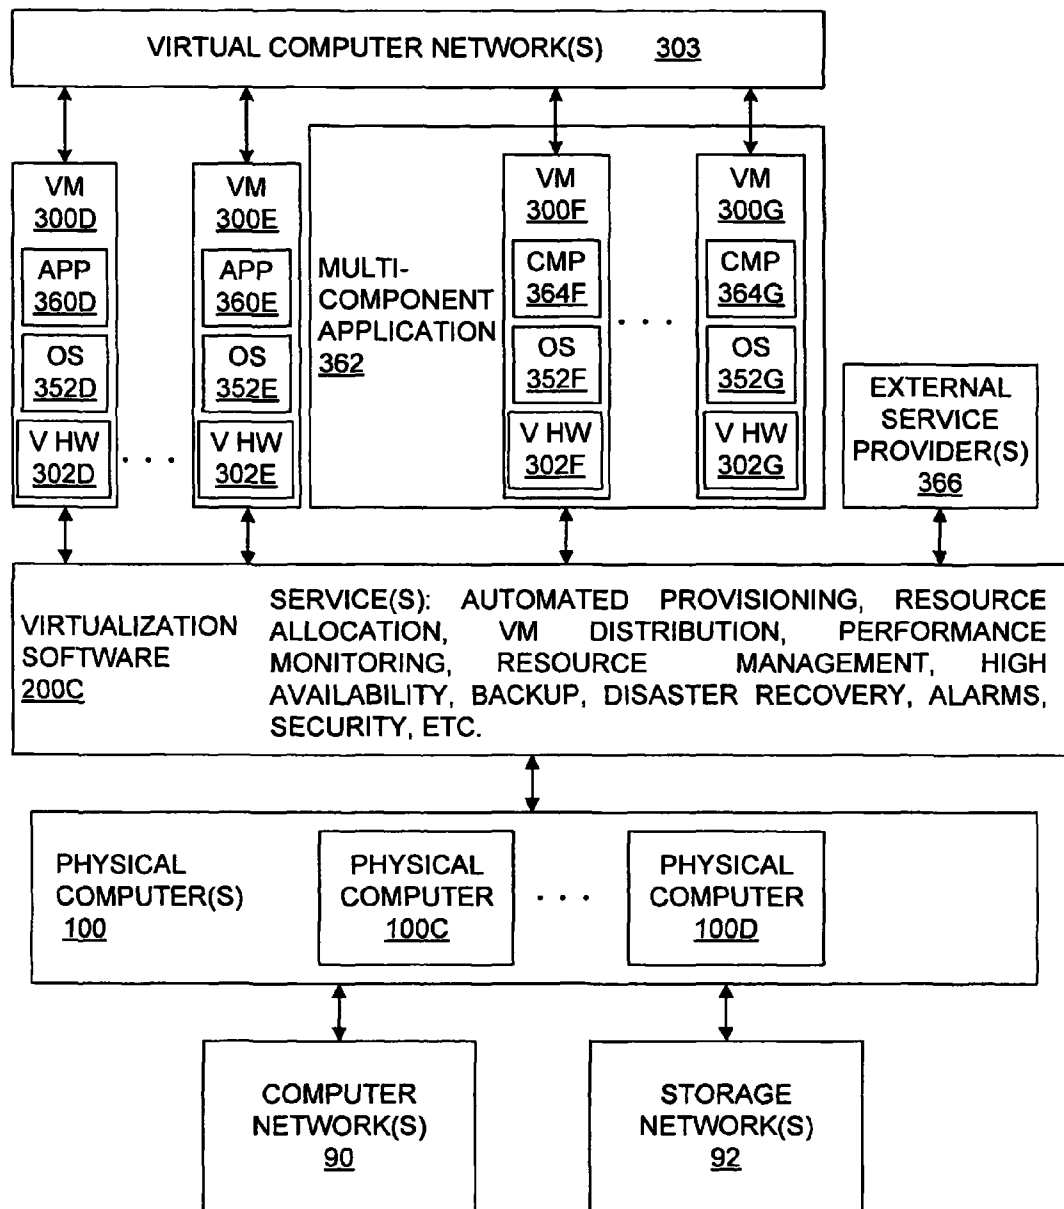 VIRTUAL COMPUTER NETWORK(S) 303
VM
300D
APP
360D
OS
352D
V HW
302D
. . .
VM
300E
APP
360E
OS
352E
V HW
302E
MULTI-
COMPONENT
APPLICATION
362
VM
300F
CMP
364F
OS
352F
V HW
302F
. . .
VM
300G
CMP
364G
OS
352G
V HW
302G
EXTERNAL
SERVICE
PROVIDER(S)
366
VIRTUALIZATION
SOFTWARE
200C
SERVICE(S): AUTOMATED PROVISIONING, RESOURCE
ALLOCATION, VM DISTRIBUTION, PERFORMANCE
MONITORING, RESOURCE MANAGEMENT, HIGH
AVAILABILITY, BACKUP, DISASTER RECOVERY, ALARMS,
SECURITY, ETC.
PHYSICAL
COMPUTER(S)
100
PHYSICAL
COMPUTER
100C
. . .
PHYSICAL
COMPUTER
100D
COMPUTER
NETWORK(S)
90
STORAGE
NETWORK(S)
92